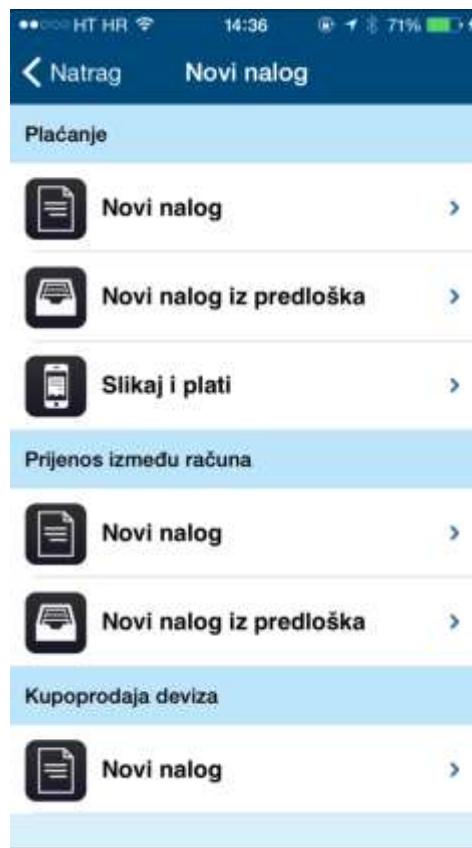 HT HR 14:36 71%
Natrag Novi nalog
Plaćanje
Novi nalog
Novi nalog iz predloška
Slikaj i plati
Prijenos između računa
Novi nalog
Novi nalog iz predloška
Kupoprodaja deviza
Novi nalog